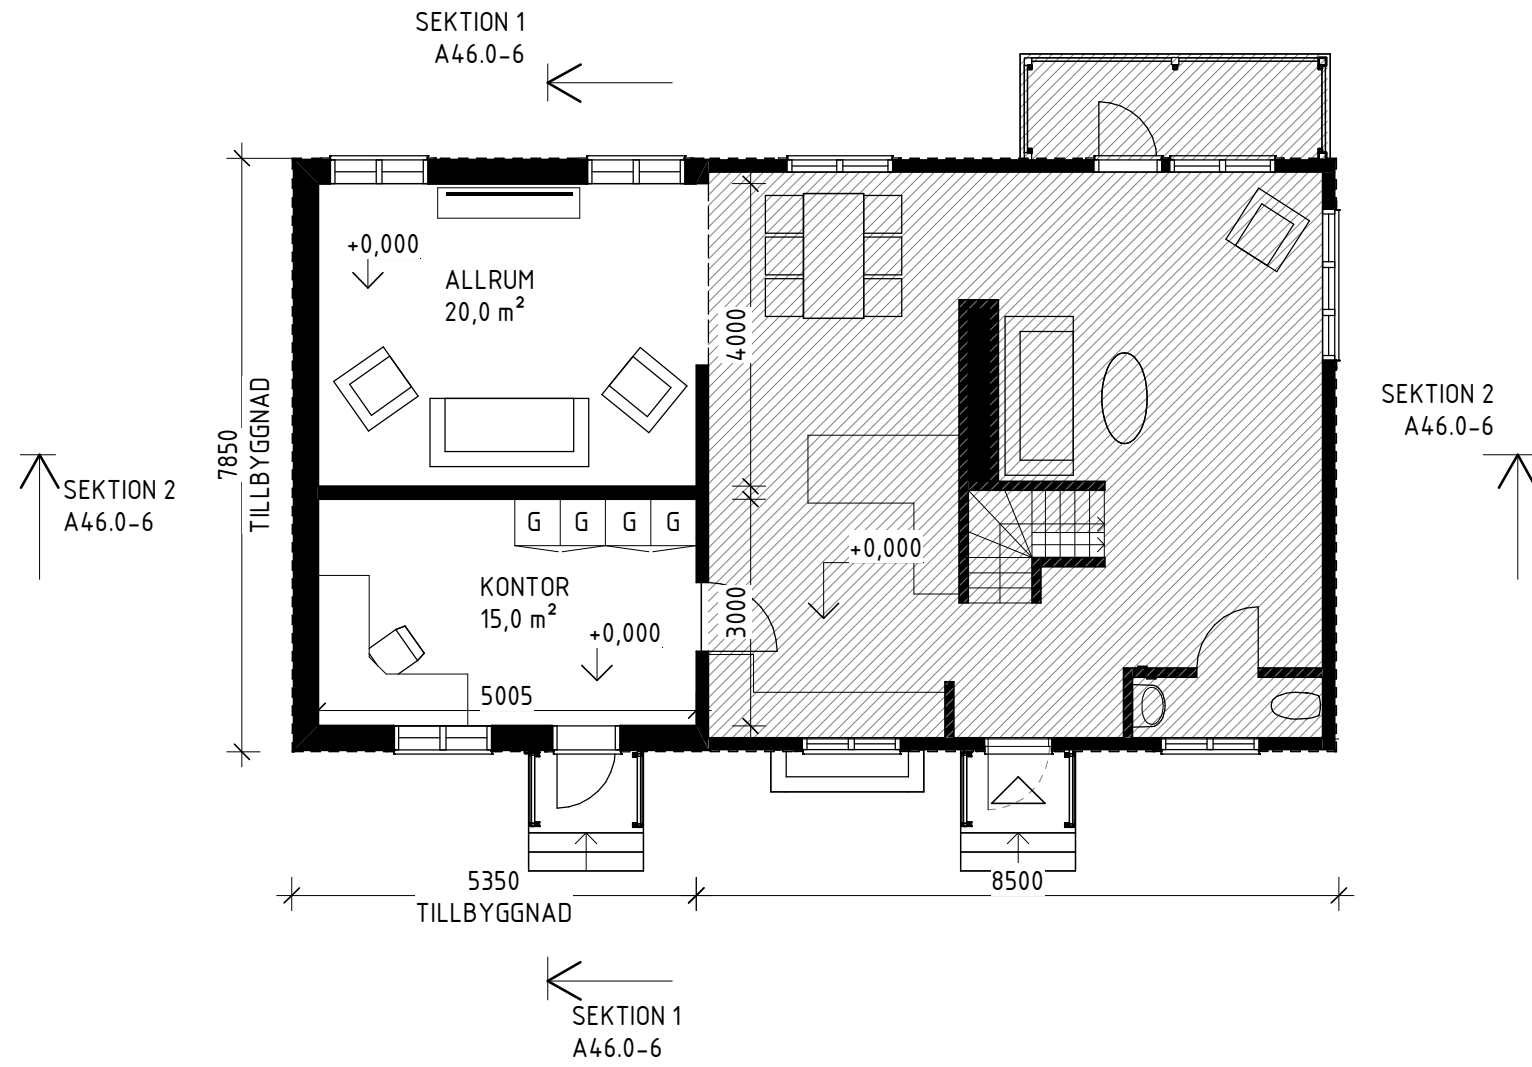 SEKTION 1
A46.0-6
+0,000
ALLRUM
20,0 m²
4000
7850
TILLBYGGNAD
SEKTION 2
A46.0-6
SEKTION 2
A46.0-6
G G G G
KONTOR
15,0 m²
+0,000
+0,000
3000
5005
5350
TILLBYGGNAD
8500
SEKTION 1
A46.0-6